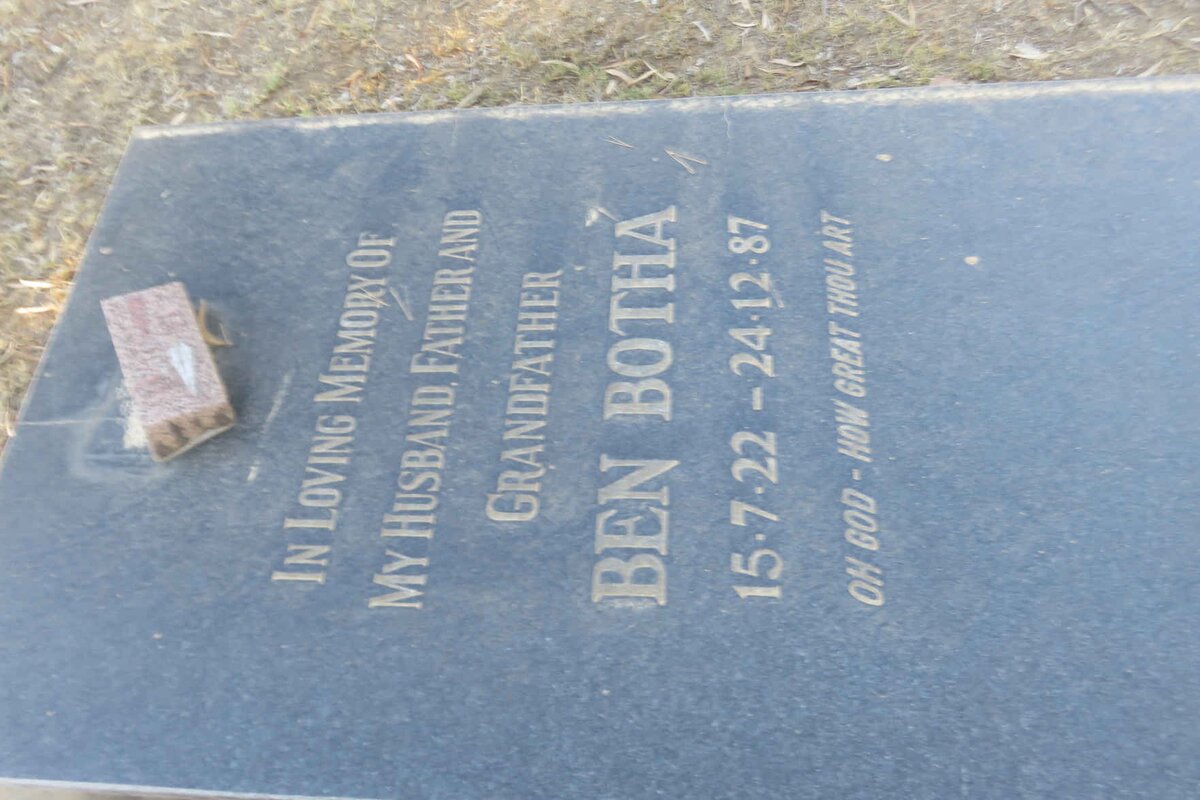 IN LOVING MEMORY OF
MY HUSBAND, FATHER AND
GRANDFATHER
BEN BOTHA
15·7·22 – 24·12·87
OH GOD - HOW GREAT THOU ART